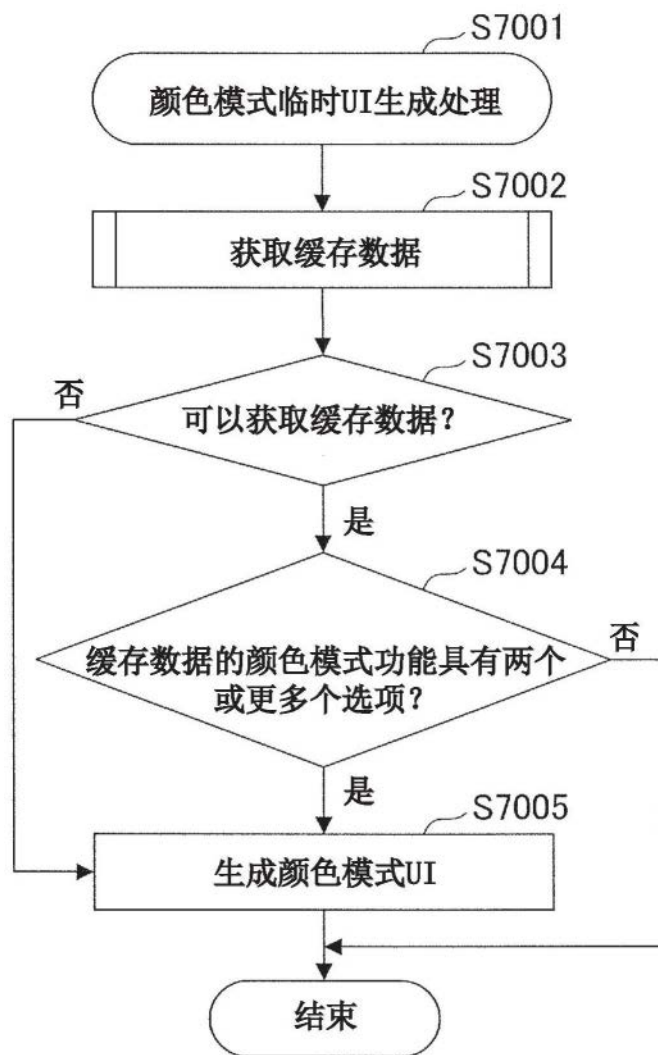 S7001
颜色模式临时UI生成处理
S7002
获取缓存数据
S7003
否
可以获取缓存数据?
是
S7004
否
缓存数据的颜色模式功能具有两个
或更多个选项?
是
S7005
生成颜色模式UI
结束